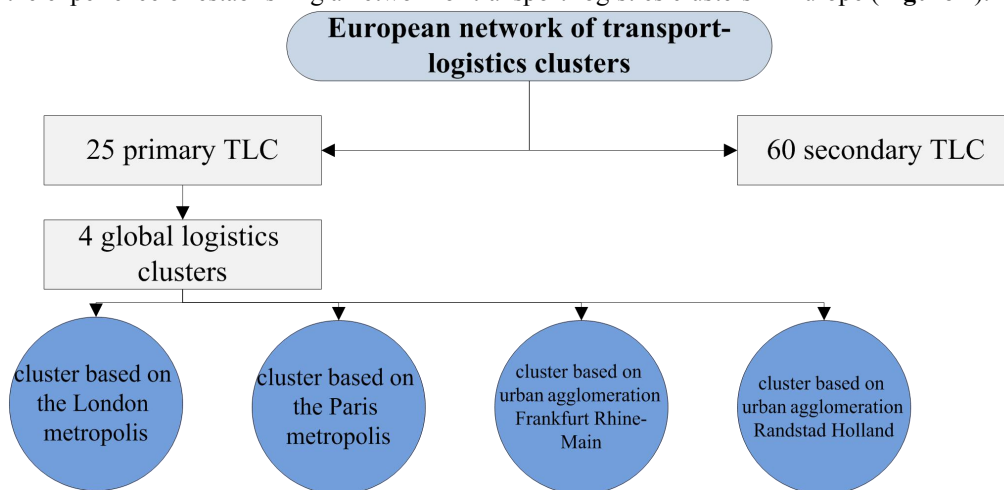 European network of transport-
logistics clusters
25 primary TLC
60 secondary TLC
4 global logistics
clusters
cluster based on
the London
metropolis
cluster based on
the Paris
metropolis
cluster based on
urban agglomeration
Frankfurt Rhine-
Main
cluster based on
urban agglomeration
Randstad Holland